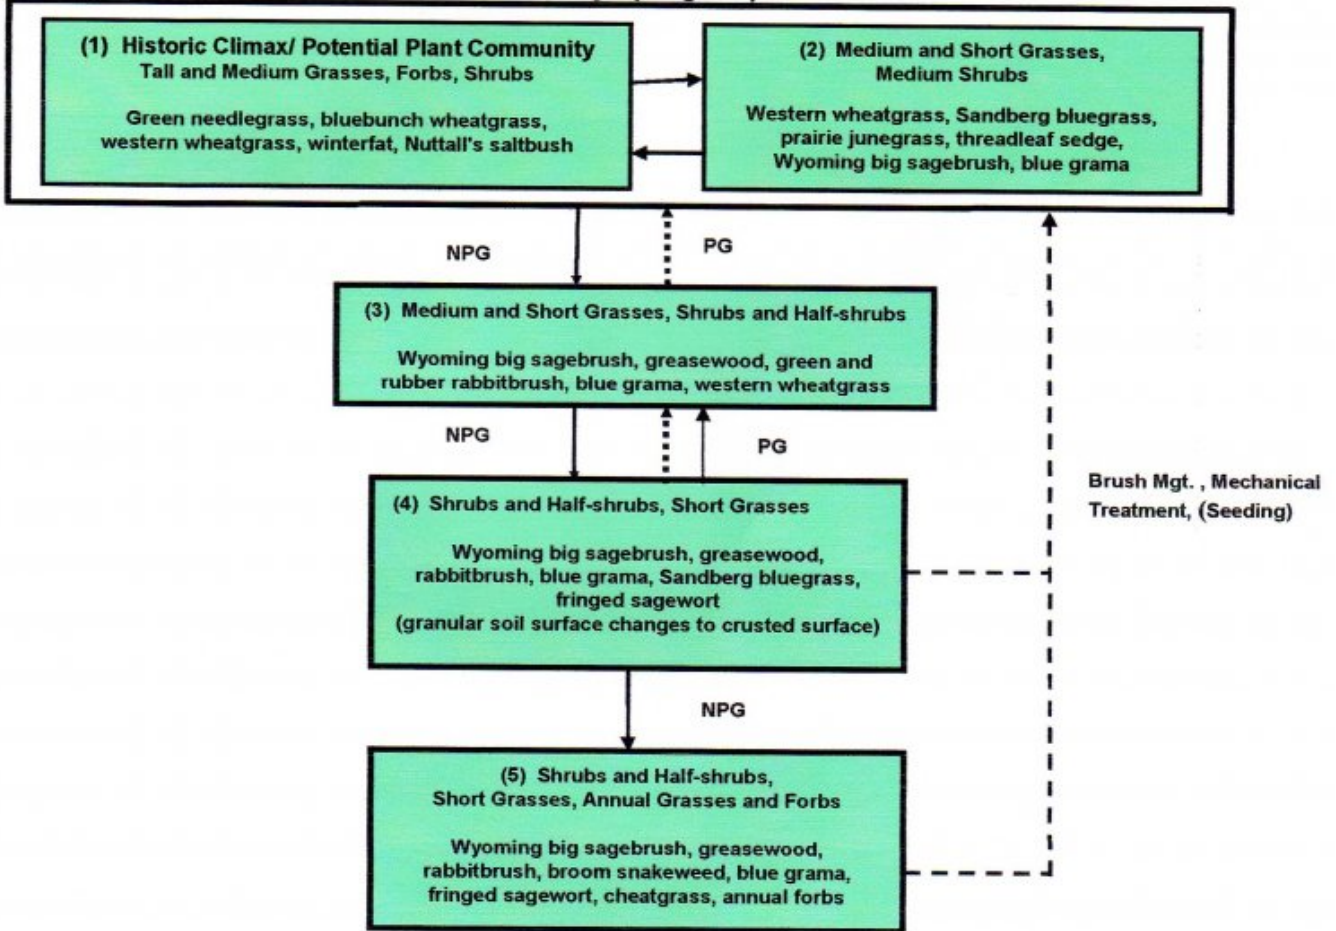 (1) Historic Climax/ Potential Plant Community
Tall and Medium Grasses, Forbs, Shrubs
Green needlegrass, bluebunch wheatgrass,
western wheatgrass, winterfat, Nuttall's saltbush
(2) Medium and Short Grasses,
Medium Shrubs
Western wheatgrass, Sandberg bluegrass,
prairie junegrass, threadleaf sedge,
Wyoming big sagebrush, blue grama
NPG
PG
(3) Medium and Short Grasses, Shrubs and Half-shrubs
Wyoming big sagebrush, greasewood, green and
rubber rabbitbrush, blue grama, western wheatgrass
NPG
PG
(4) Shrubs and Half-shrubs, Short Grasses
Wyoming big sagebrush, greasewood,
rabbitbrush, blue grama, Sandberg bluegrass,
fringed sagewort
(granular soil surface changes to crusted surface)
Brush Mgt. , Mechanical
Treatment, (Seeding)
NPG
(5) Shrubs and Half-shrubs,
Short Grasses, Annual Grasses and Forbs
Wyoming big sagebrush, greasewood,
rabbitbrush, broom snakeweed, blue grama,
fringed sagewort, cheatgrass, annual forbs